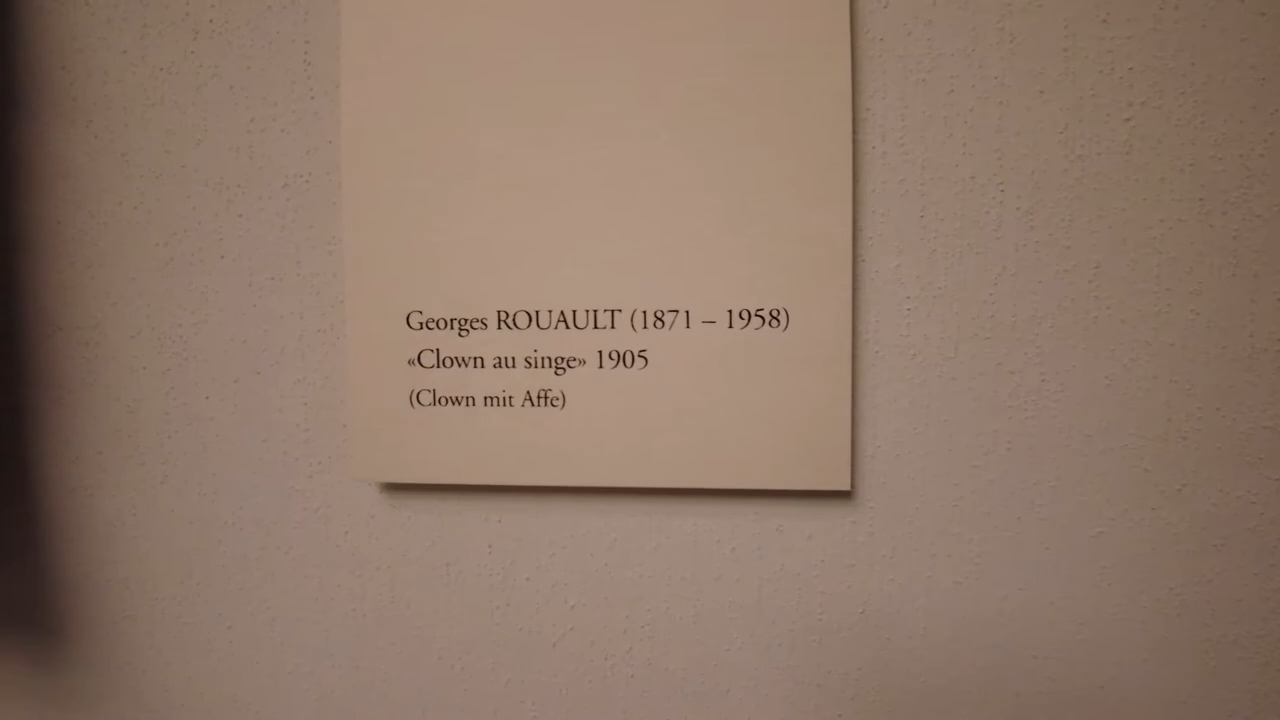 Georges ROUAULT (1871 – 1958)
«Clown au singe» 1905
(Clown mit Affe)